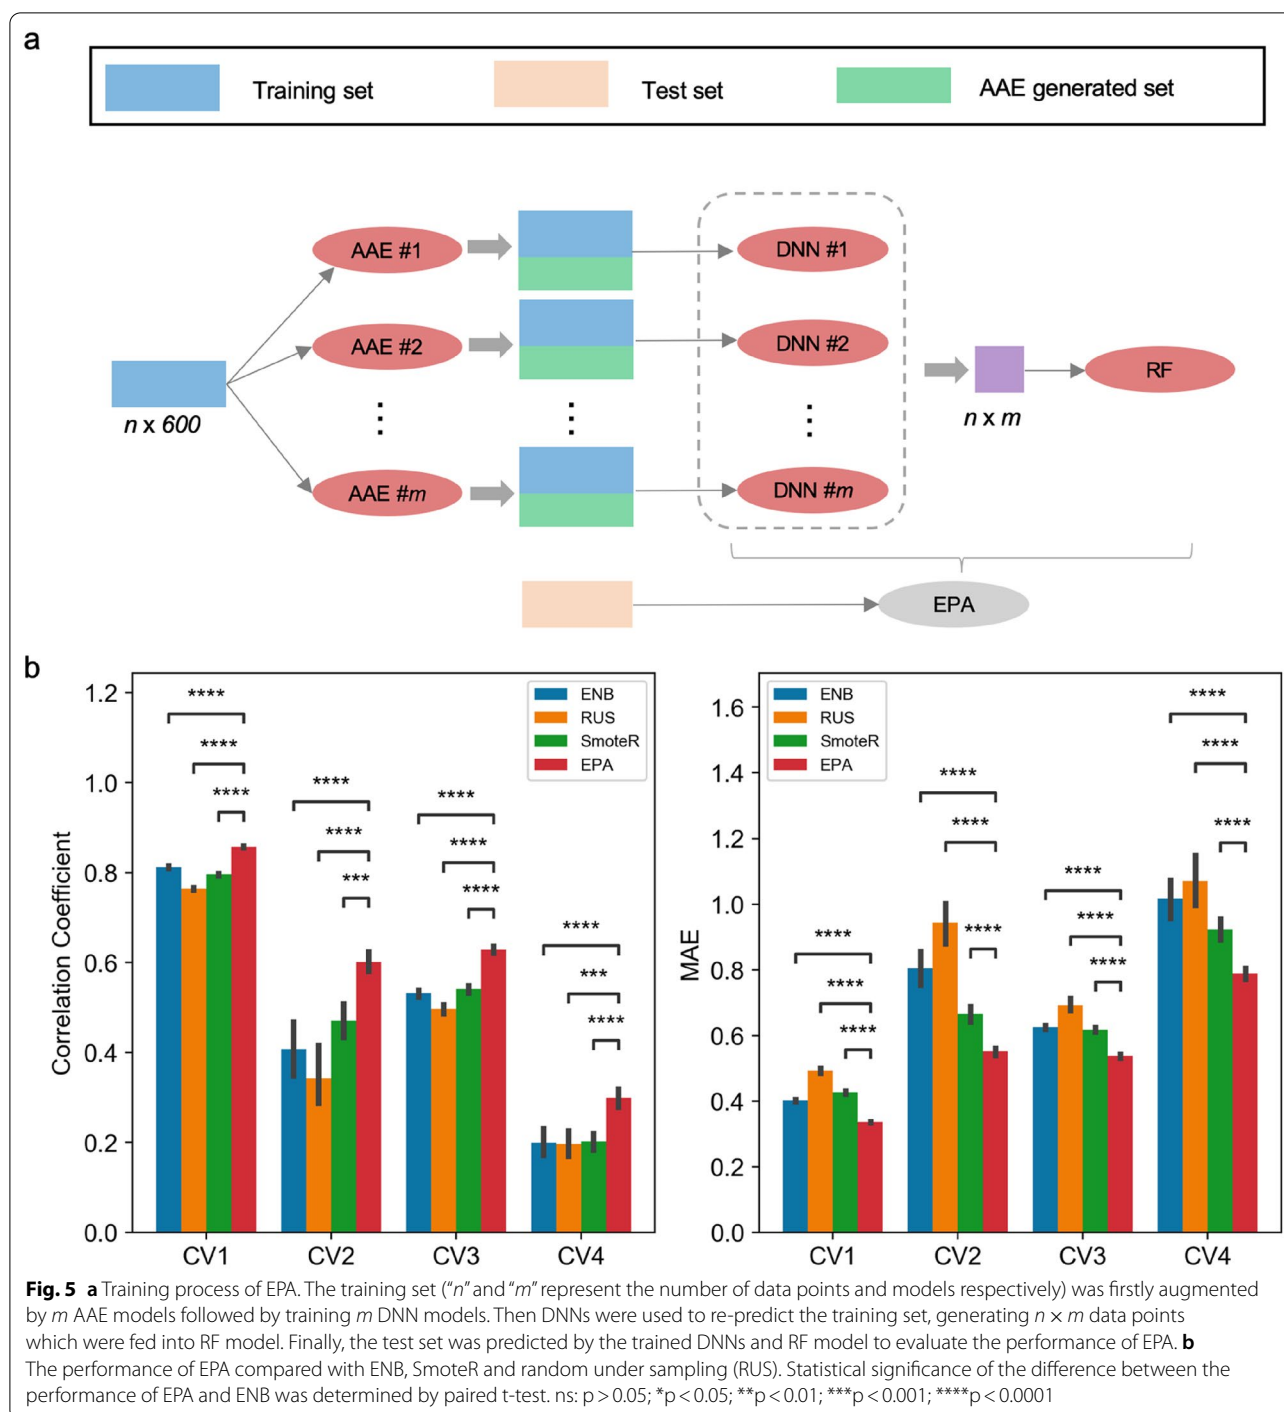 a
Training set
Test set
AAE generated set
AAE #1
DNN #1
AAE #2
DNN #2
RF
n x 600
n x m
AAE #m
DNN #m
EPA
b
Correlation Coefficient
1.2
1.0
0.8
0.6
0.4
0.2
0.0
ENB
RUS
SmoteR
EPA
****
****
****
****
****
***
****
****
****
****
***
****
CV1 CV2 CV3 CV4
MAE
1.6
1.4
1.2
1.0
0.8
0.6
0.4
0.2
0.0
ENB
RUS
SmoteR
EPA
****
****
****
****
****
****
****
****
****
****
****
****
CV1 CV2 CV3 CV4
Fig. 5 a Training process of EPA. The training set (“n” and “m” represent the number of data points and models respectively) was firstly augmented
by m AAE models followed by training m DNN models. Then DNNs were used to re-predict the training set, generating n × m data points
which were fed into RF model. Finally, the test set was predicted by the trained DNNs and RF model to evaluate the performance of EPA. b
The performance of EPA compared with ENB, SmoteR and random under sampling (RUS). Statistical significance of the difference between the
performance of EPA and ENB was determined by paired t-test. ns: p > 0.05; *p < 0.05; **p < 0.01; ***p < 0.001; ****p < 0.0001